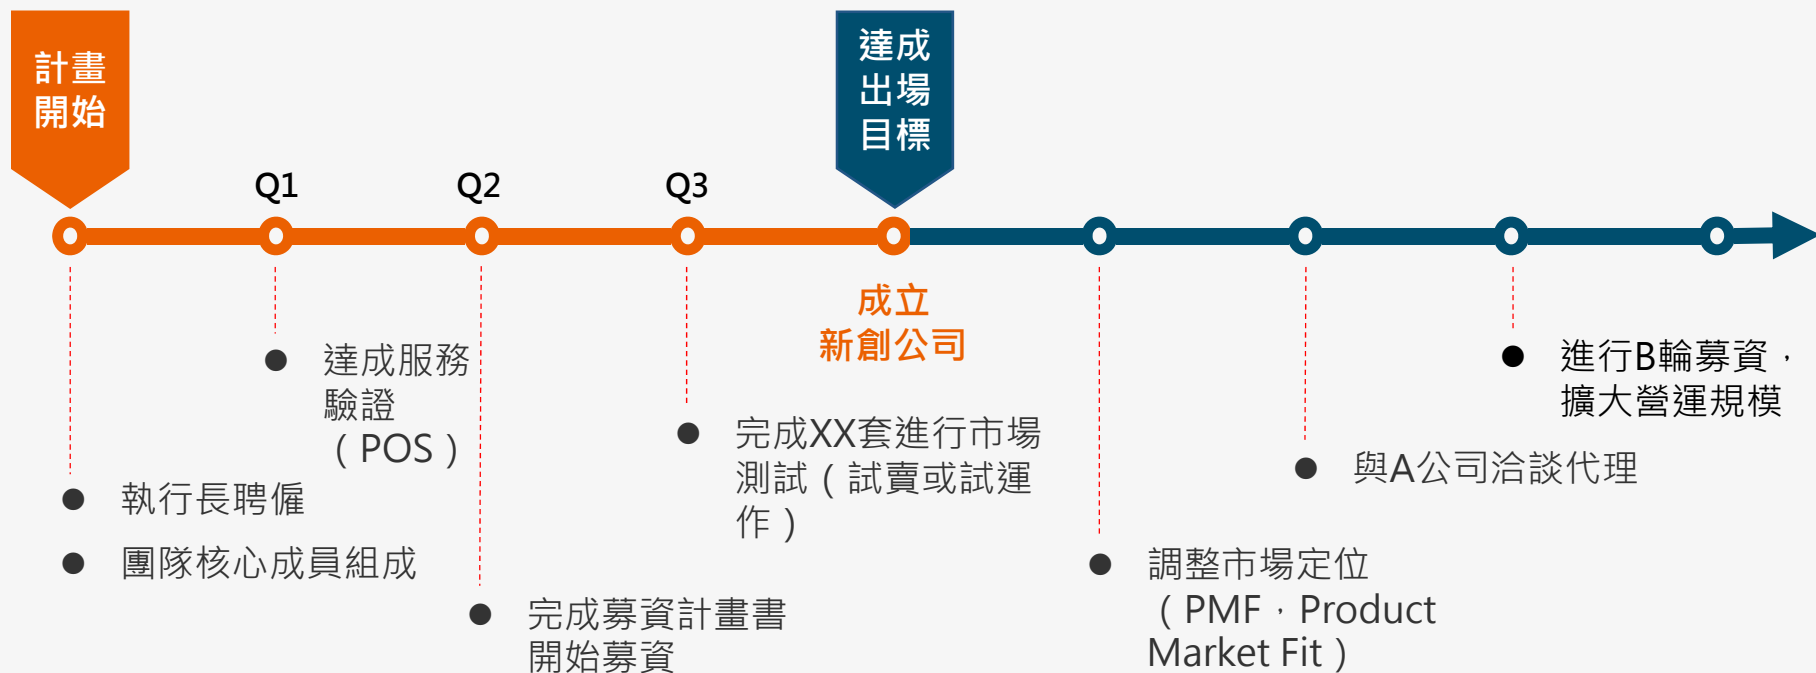 計畫
開始
達成
出場
目標
Q1
Q2
Q3
成立
新創公司
● 達成服務
驗證
（POS）
● 執行長聘僱
● 團隊核心成員組成
● 完成募資計畫書
開始募資
● 完成XX套進行市場
測試（試賣或試運
作）
● 調整市場定位
（PMF，Product
Market Fit）
● 與A公司洽談代理
● 進行B輪募資，
擴大營運規模